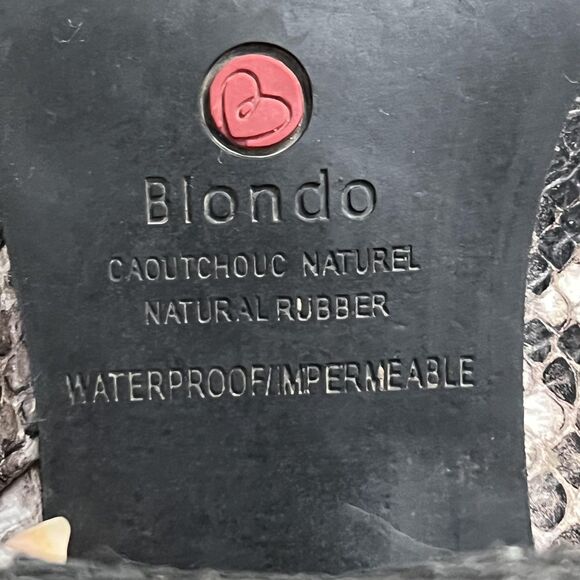 Blondo
CAOUTCHOUC NATUREL
NATURAL RUBBER
WATERPROOF/IMPERMEABLE